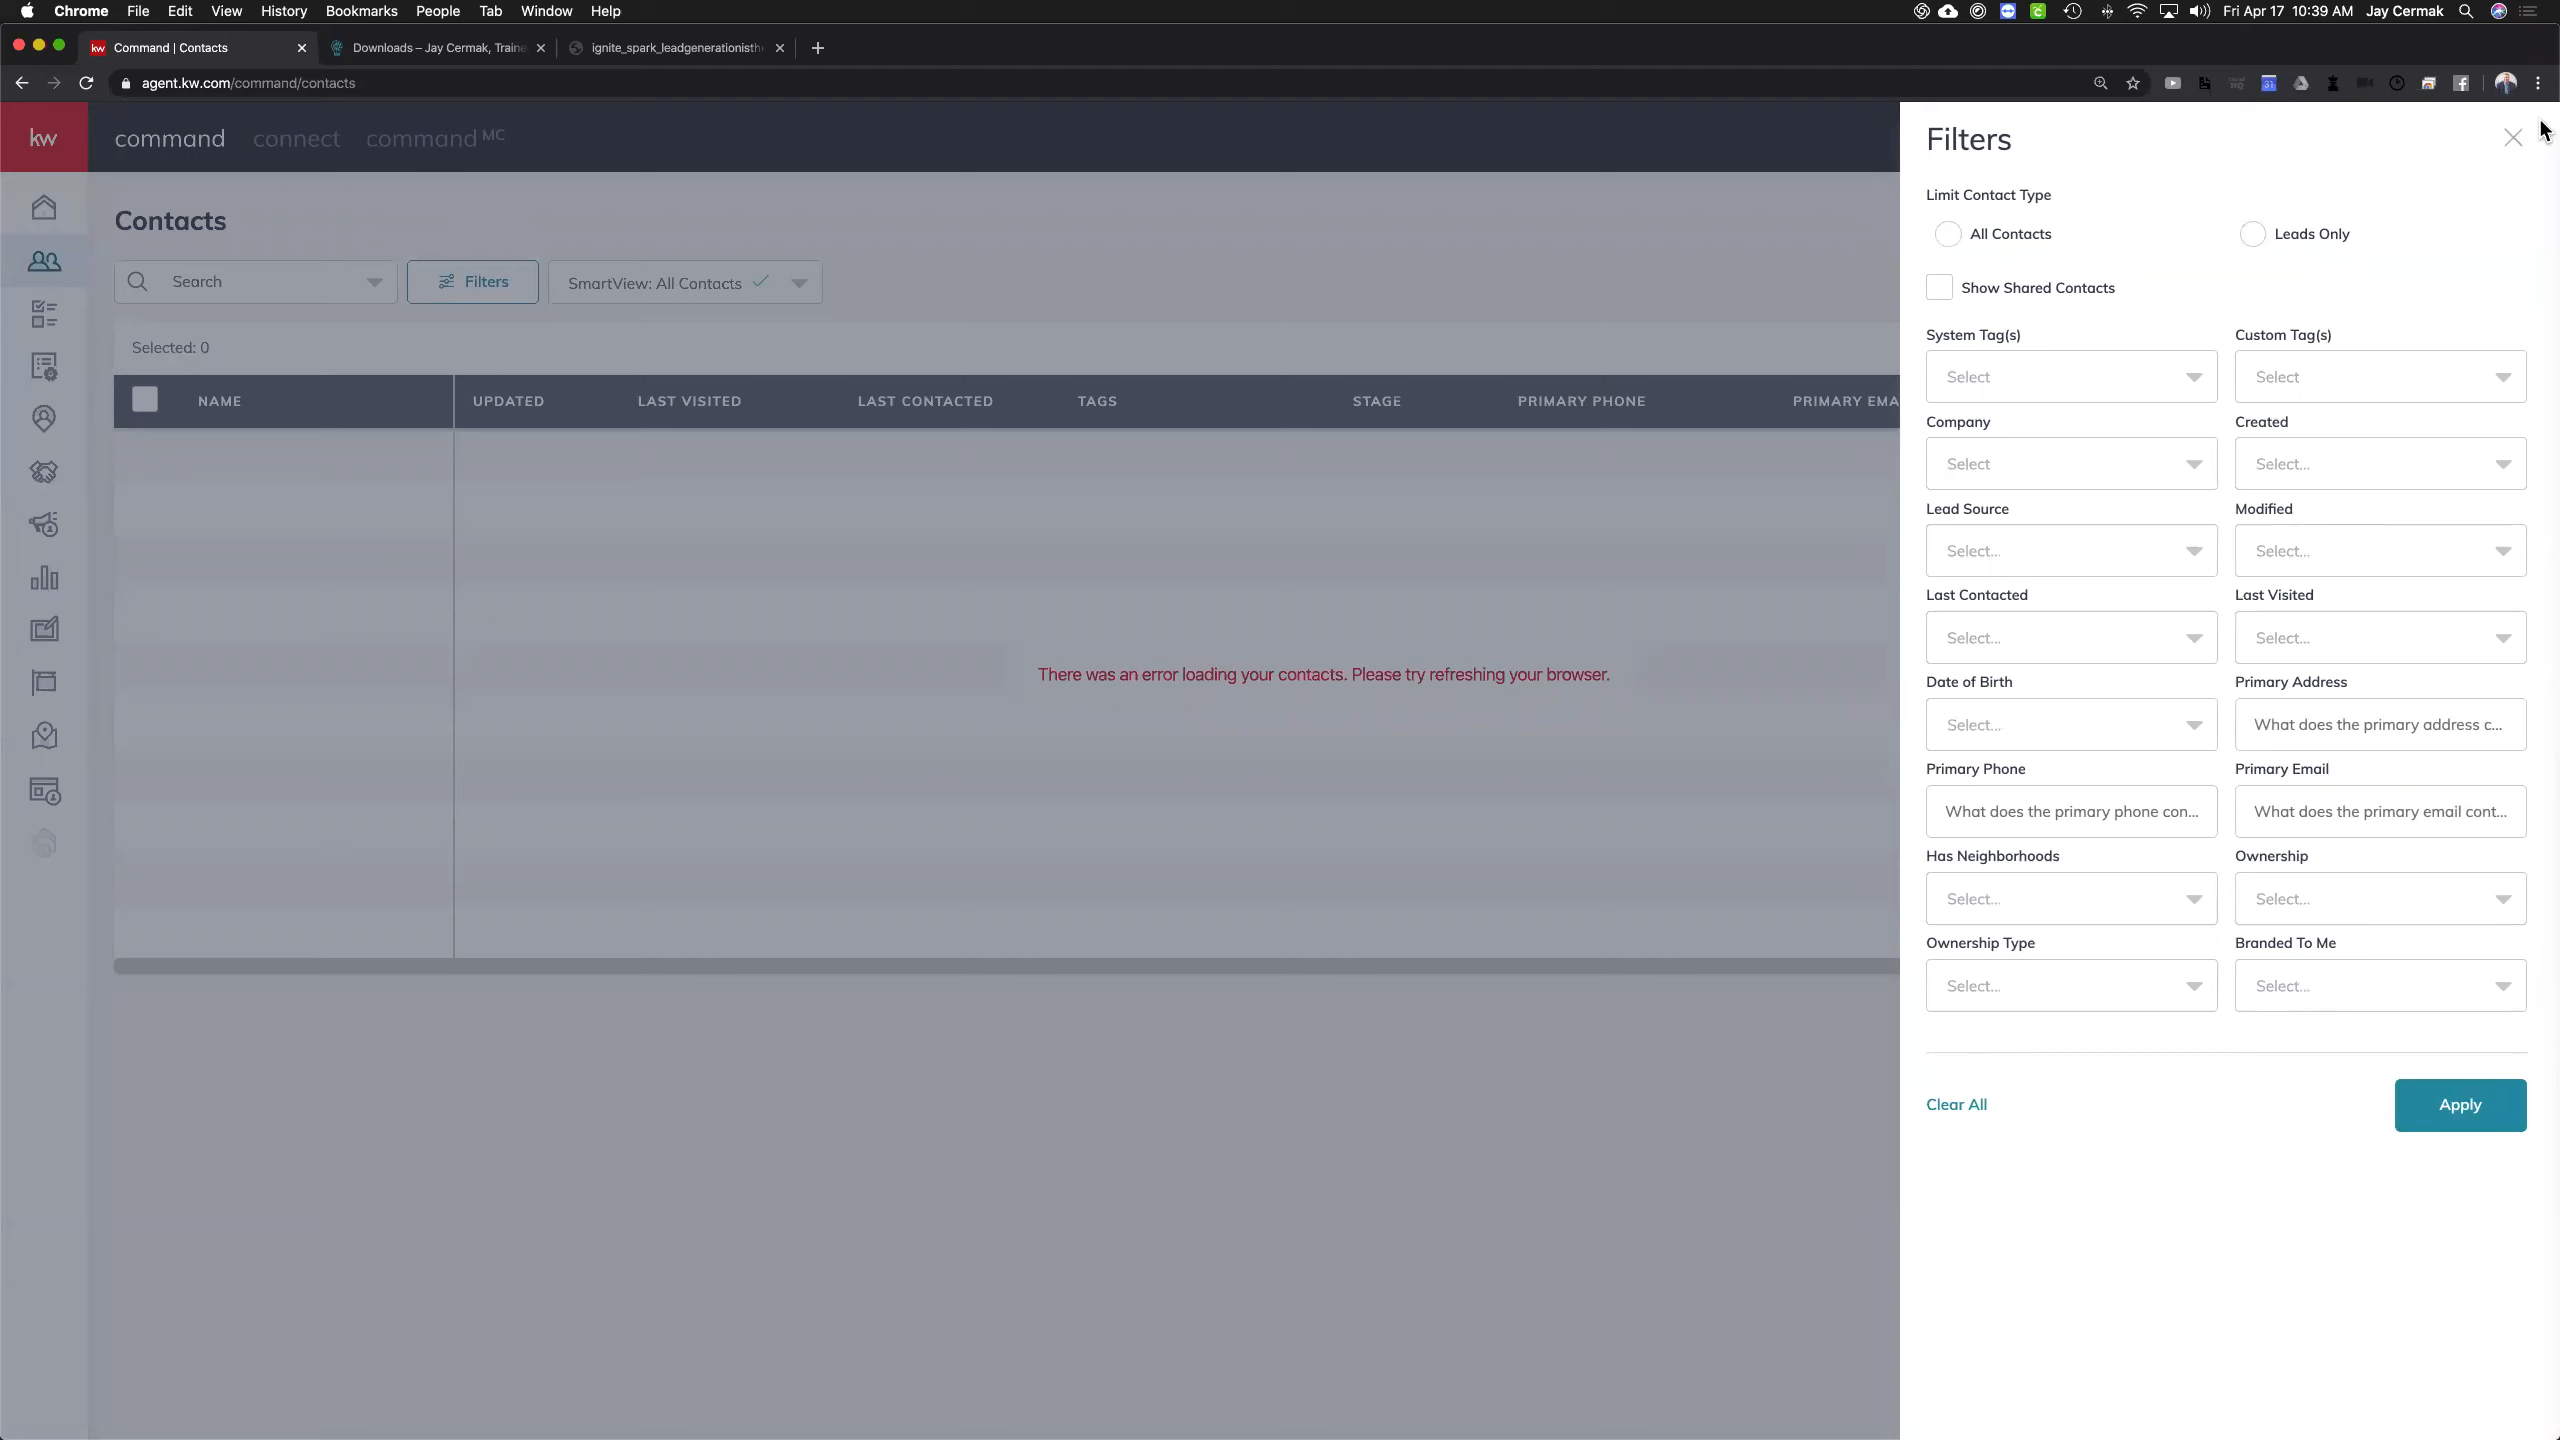 Chrome File Edit View History Bookmarks People Tab Window Help
Fri Apr 17 10:39 AM Jay Cermak
kw Command | Contacts
Downloads – Jay Cermak, Traine
ignite_spark_leadgenerationisth
agent.kw.com/command/contacts
kw command connect command MC
Contacts
Search
Filters
SmartView: All Contacts
Selected: 0
NAME UPDATED LAST VISITED LAST CONTACTED TAGS STAGE PRIMARY PHONE PRIMARY EMA
There was an error loading your contacts. Please try refreshing your browser.
Filters
Limit Contact Type
All Contacts Leads Only
Show Shared Contacts
System Tag(s) Custom Tag(s)
Select Select
Company Created
Select Select...
Lead Source Modified
Select... Select...
Last Contacted Last Visited
Select... Select...
Date of Birth Primary Address
Select... What does the primary address c...
Primary Phone Primary Email
What does the primary phone con... What does the primary email cont...
Has Neighborhoods Ownership
Select... Select...
Ownership Type Branded To Me
Select... Select...
Clear All Apply